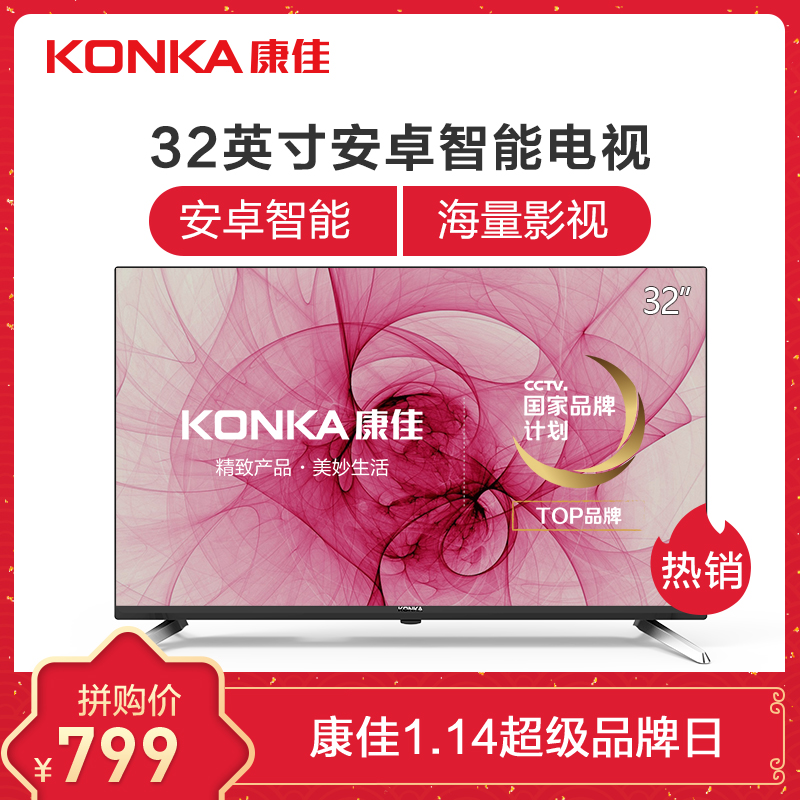 KONKA康佳
32英寸安卓智能电视
安卓智能 海量影视
32"
CCTV.
国家品牌
计划
KONKA康佳
精致产品·美妙生活
TOP品牌
热销
KONKA
拼购价
¥799
康佳1.14超级品牌日